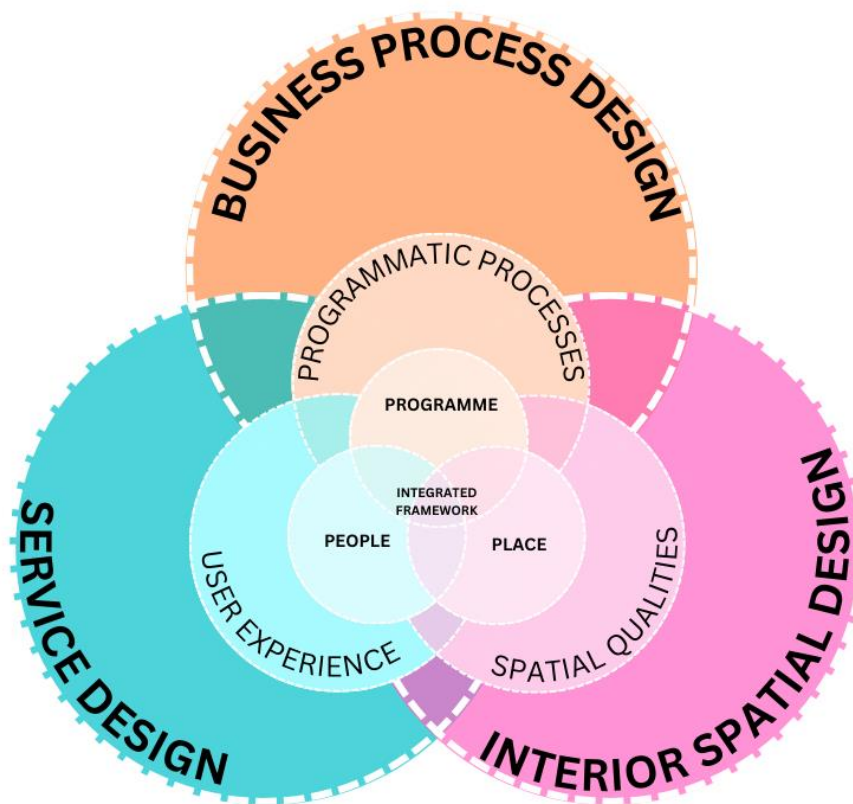 BUSINESS PROCESS DESIGN
PROGRAMMATIC PROCESSES
PROGRAMME
INTEGRATED
FRAMEWORK
PEOPLE
PLACE
USER EXPERIENCE
SPATIAL QUALITIES
SERVICE DESIGN
INTERIOR SPATIAL DESIGN